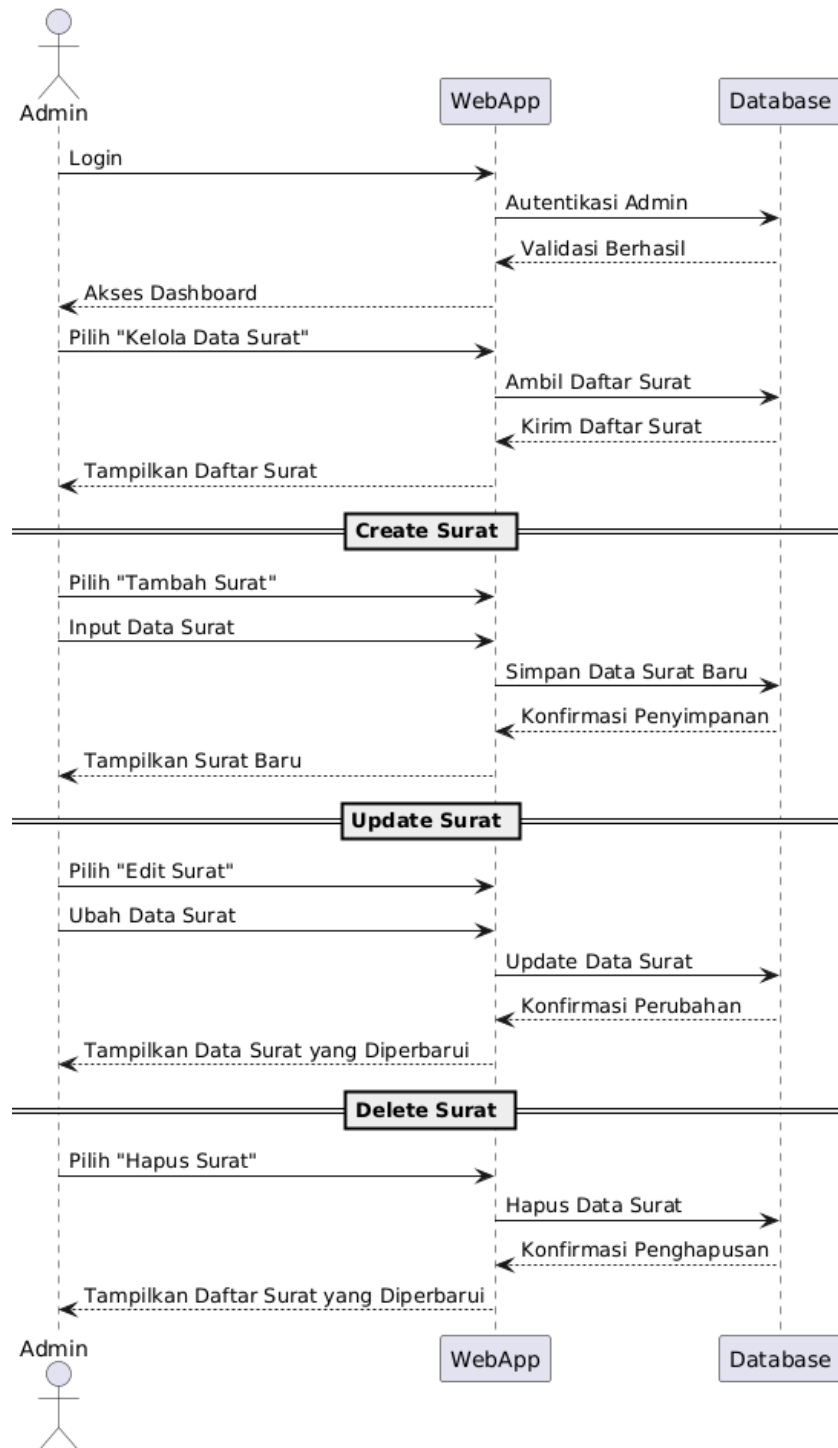 Admin
WebApp
Database
Login
Autentikasi Admin
Validasi Berhasil
Akses Dashboard
Pilih "Kelola Data Surat"
Ambil Daftar Surat
Kirim Daftar Surat
Tampilkan Daftar Surat
Create Surat
Pilih "Tambah Surat"
Input Data Surat
Simpan Data Surat Baru
Konfirmasi Penyimpanan
Tampilkan Surat Baru
Update Surat
Pilih "Edit Surat"
Ubah Data Surat
Update Data Surat
Konfirmasi Perubahan
Tampilkan Data Surat yang Diperbarui
Delete Surat
Pilih "Hapus Surat"
Hapus Data Surat
Konfirmasi Penghapusan
Tampilkan Daftar Surat yang Diperbarui
Admin
WebApp
Database